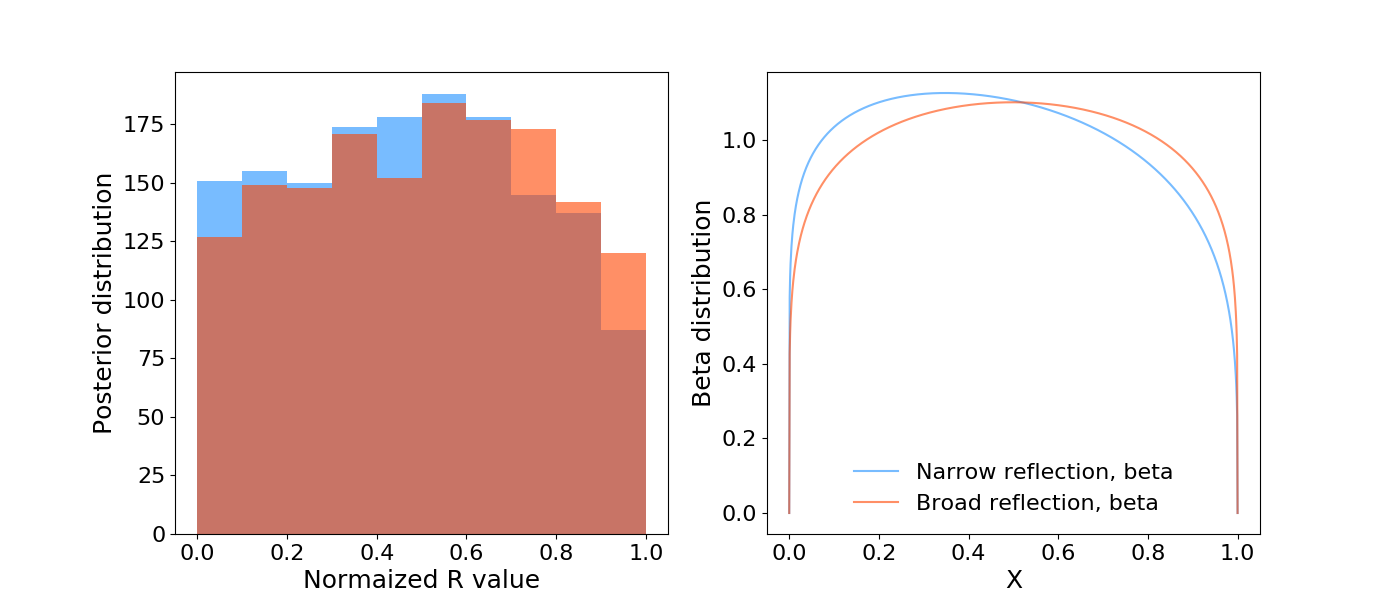 Posterior distribution
175
150
125
100
75
50
25
0
0.0 0.2 0.4 0.6 0.8 1.0
Normaized R value
Beta distribution
1.0
0.8
0.6
0.4
0.2
0.0
Narrow reflection, beta
Broad reflection, beta
0.0 0.2 0.4 0.6 0.8 1.0
X